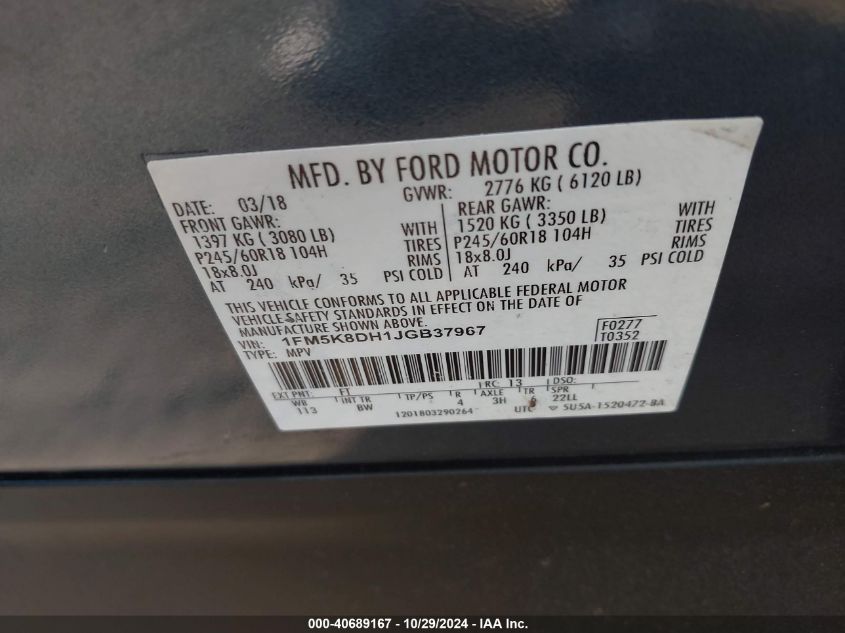 MFD. BY FORD MOTOR CO.
DATE: 03/18 GVWR: 2776 KG ( 6120 LB)
FRONT GAWR: REAR GAWR:
1397 KG ( 3080 LB) WITH 1520 KG ( 3350 LB) WITH
P245/60R18 104H TIRES P245/60R18 104H TIRES
18x8.0J RIMS 18x8.0J RIMS
AT 240 kPa/ 35 PSI COLD AT 240 kPa/ 35 PSI COLD
THIS VEHICLE CONFORMS TO ALL APPLICABLE FEDERAL MOTOR
VEHICLE SAFETY STANDARDS IN EFFECT ON THE DATE OF
MANUFACTURE SHOWN ABOVE.
VIN: 1FM5K8DH1JGB37967 F0277
TYPE: MPV T0352
EXT PNT: FT RC: 13 DSO:
WB INT TR TP/PS R AXLE TR SPR
113 BW 4 3H 22LL
1201803290264 UTC 5U5A-1520472-BA
000-40689167 - 10/29/2024 - IAA Inc.